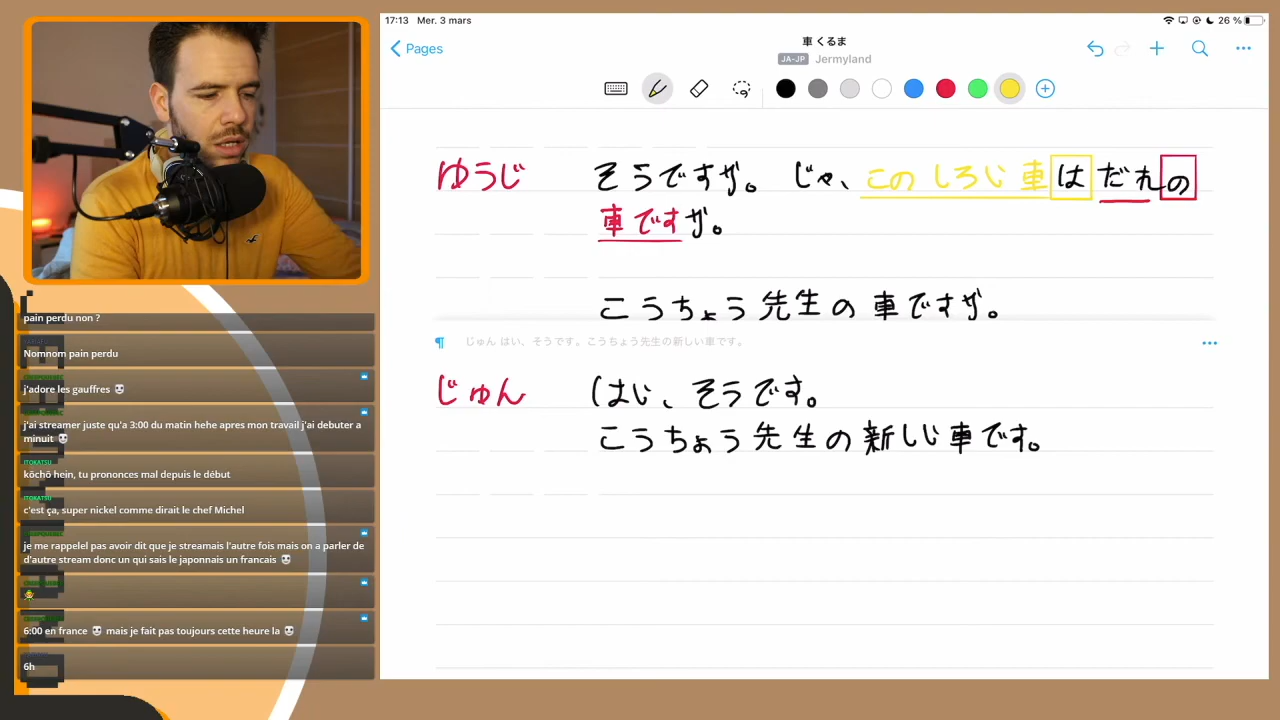 17:13 Mer. 3 mars
26 %
Pages
車 くるま
JA-JP Jermyland
ゆうじ そうですか。 じゃ、このしろい車はだれの
車ですか。
こうちょう先生の車ですか。
じゅん はい、そうです。こうちょう先生の新しい車です。
じゅん はい、そうです。
こうちょう先生の新しい車です。
pain perdu non ?
Nomnom pain perdu
j'adore les gauffres
j'ai streamer juste qu'a 3:00 du matin hehe apres mon travail j'ai debuter a
minuit
ITOKATSU
kōchō hein, tu prononces mal depuis le début
ITOKATSU
c'est ça, super nickel comme dirait le chef Michel
je me rappelel pas avoir dit que je streamais l'autre fois mais on a parler de
d'autre stream donc un qui sais le japonnais un francais
6:00 en france mais je fait pas toujours cette heure la
6h